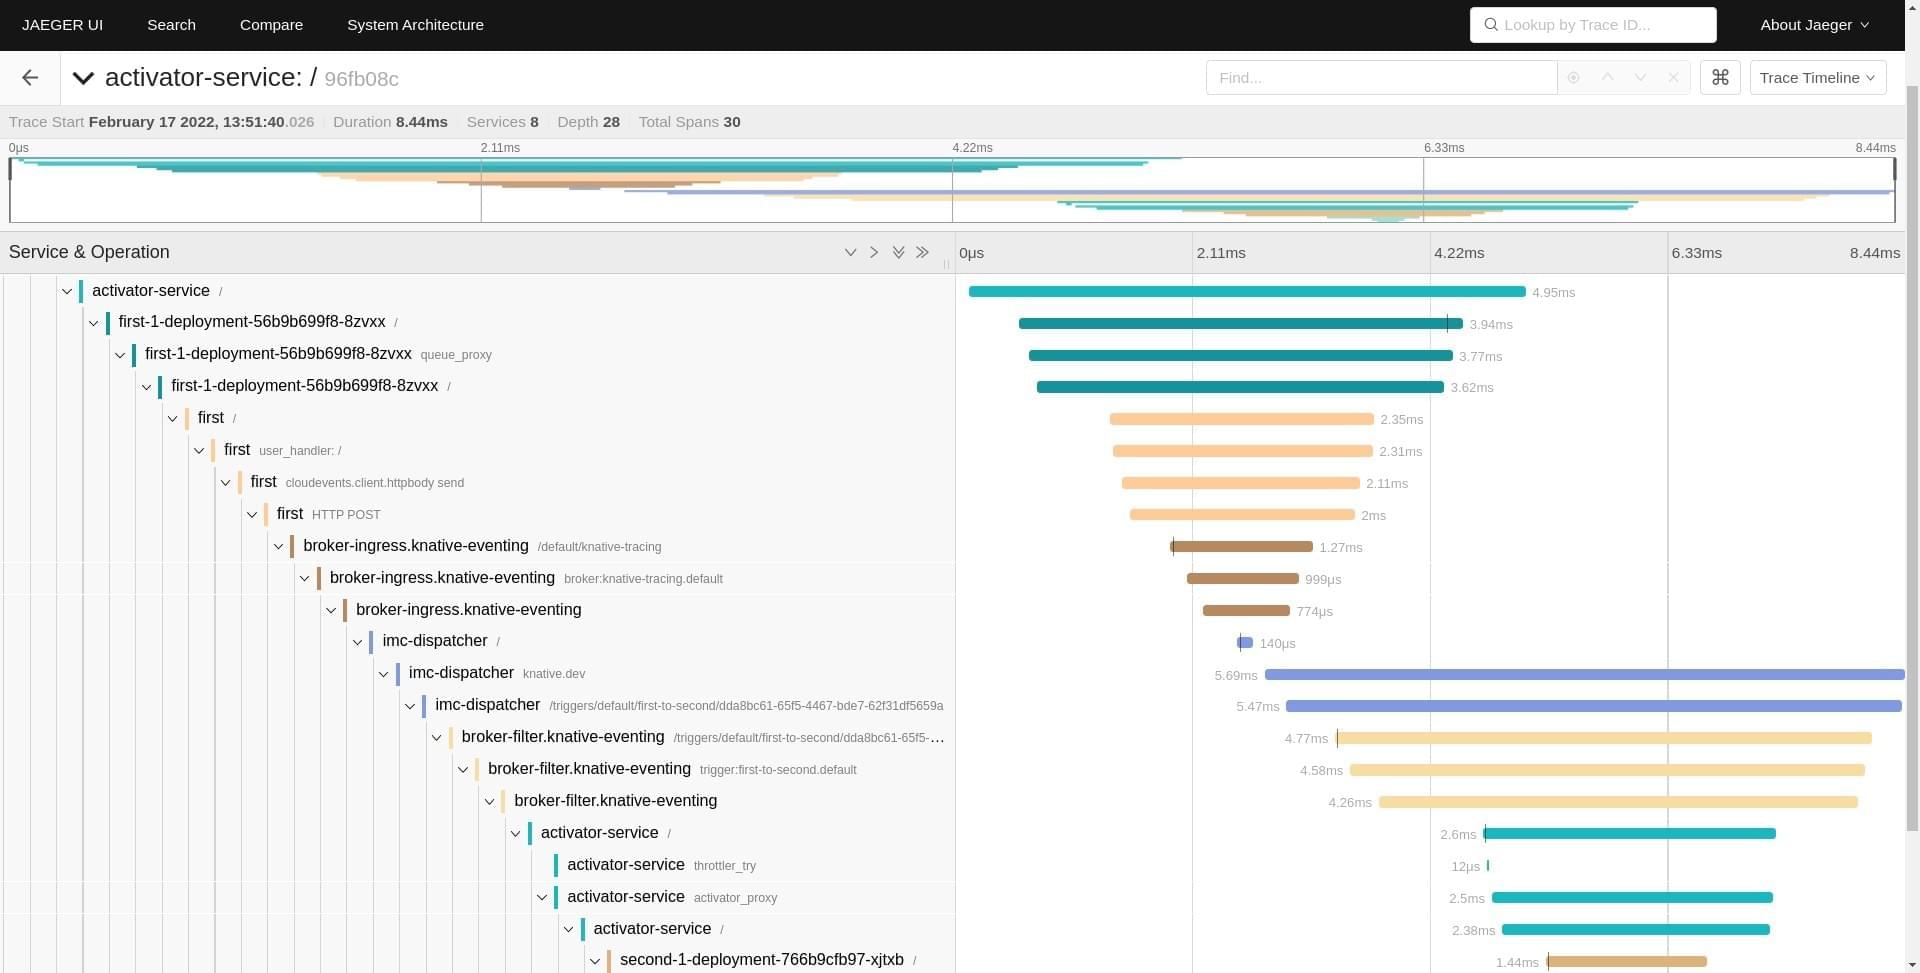 JAEGER UI Search Compare System Architecture Lookup by Trace ID... About Jaeger
activator-service: / 96fb08c Find... ⌘ Trace Timeline
Trace Start February 17 2022, 13:51:40.026 Duration 8.44ms Services 8 Depth 28 Total Spans 30
0μs 2.11ms 4.22ms 6.33ms 8.44ms
Service & Operation 0μs 2.11ms 4.22ms 6.33ms 8.44ms
activator-service / 4.95ms
first-1-deployment-56b9b699f8-8zvxx / 3.94ms
first-1-deployment-56b9b699f8-8zvxx queue_proxy 3.77ms
first-1-deployment-56b9b699f8-8zvxx / 3.62ms
first / 2.35ms
first user_handler: / 2.31ms
first cloudevents.client.httpbody send 2.11ms
first HTTP POST 2ms
broker-ingress.knative-eventing /default/knative-tracing 1.27ms
broker-ingress.knative-eventing broker:knative-tracing.default 999μs
broker-ingress.knative-eventing 774μs
imc-dispatcher / 140μs
imc-dispatcher knative.dev 5.69ms
imc-dispatcher /triggers/default/first-to-second/dda8bc61-65f5-4467-bde7-62f31df5659a 5.47ms
broker-filter.knative-eventing /triggers/default/first-to-second/dda8bc61-65f5-... 4.77ms
broker-filter.knative-eventing trigger:first-to-second.default 4.58ms
broker-filter.knative-eventing 4.26ms
activator-service / 2.6ms
activator-service throttler_try 12μs
activator-service activator_proxy 2.5ms
activator-service / 2.38ms
second-1-deployment-766b9cfb97-xjtxb / 1.44ms